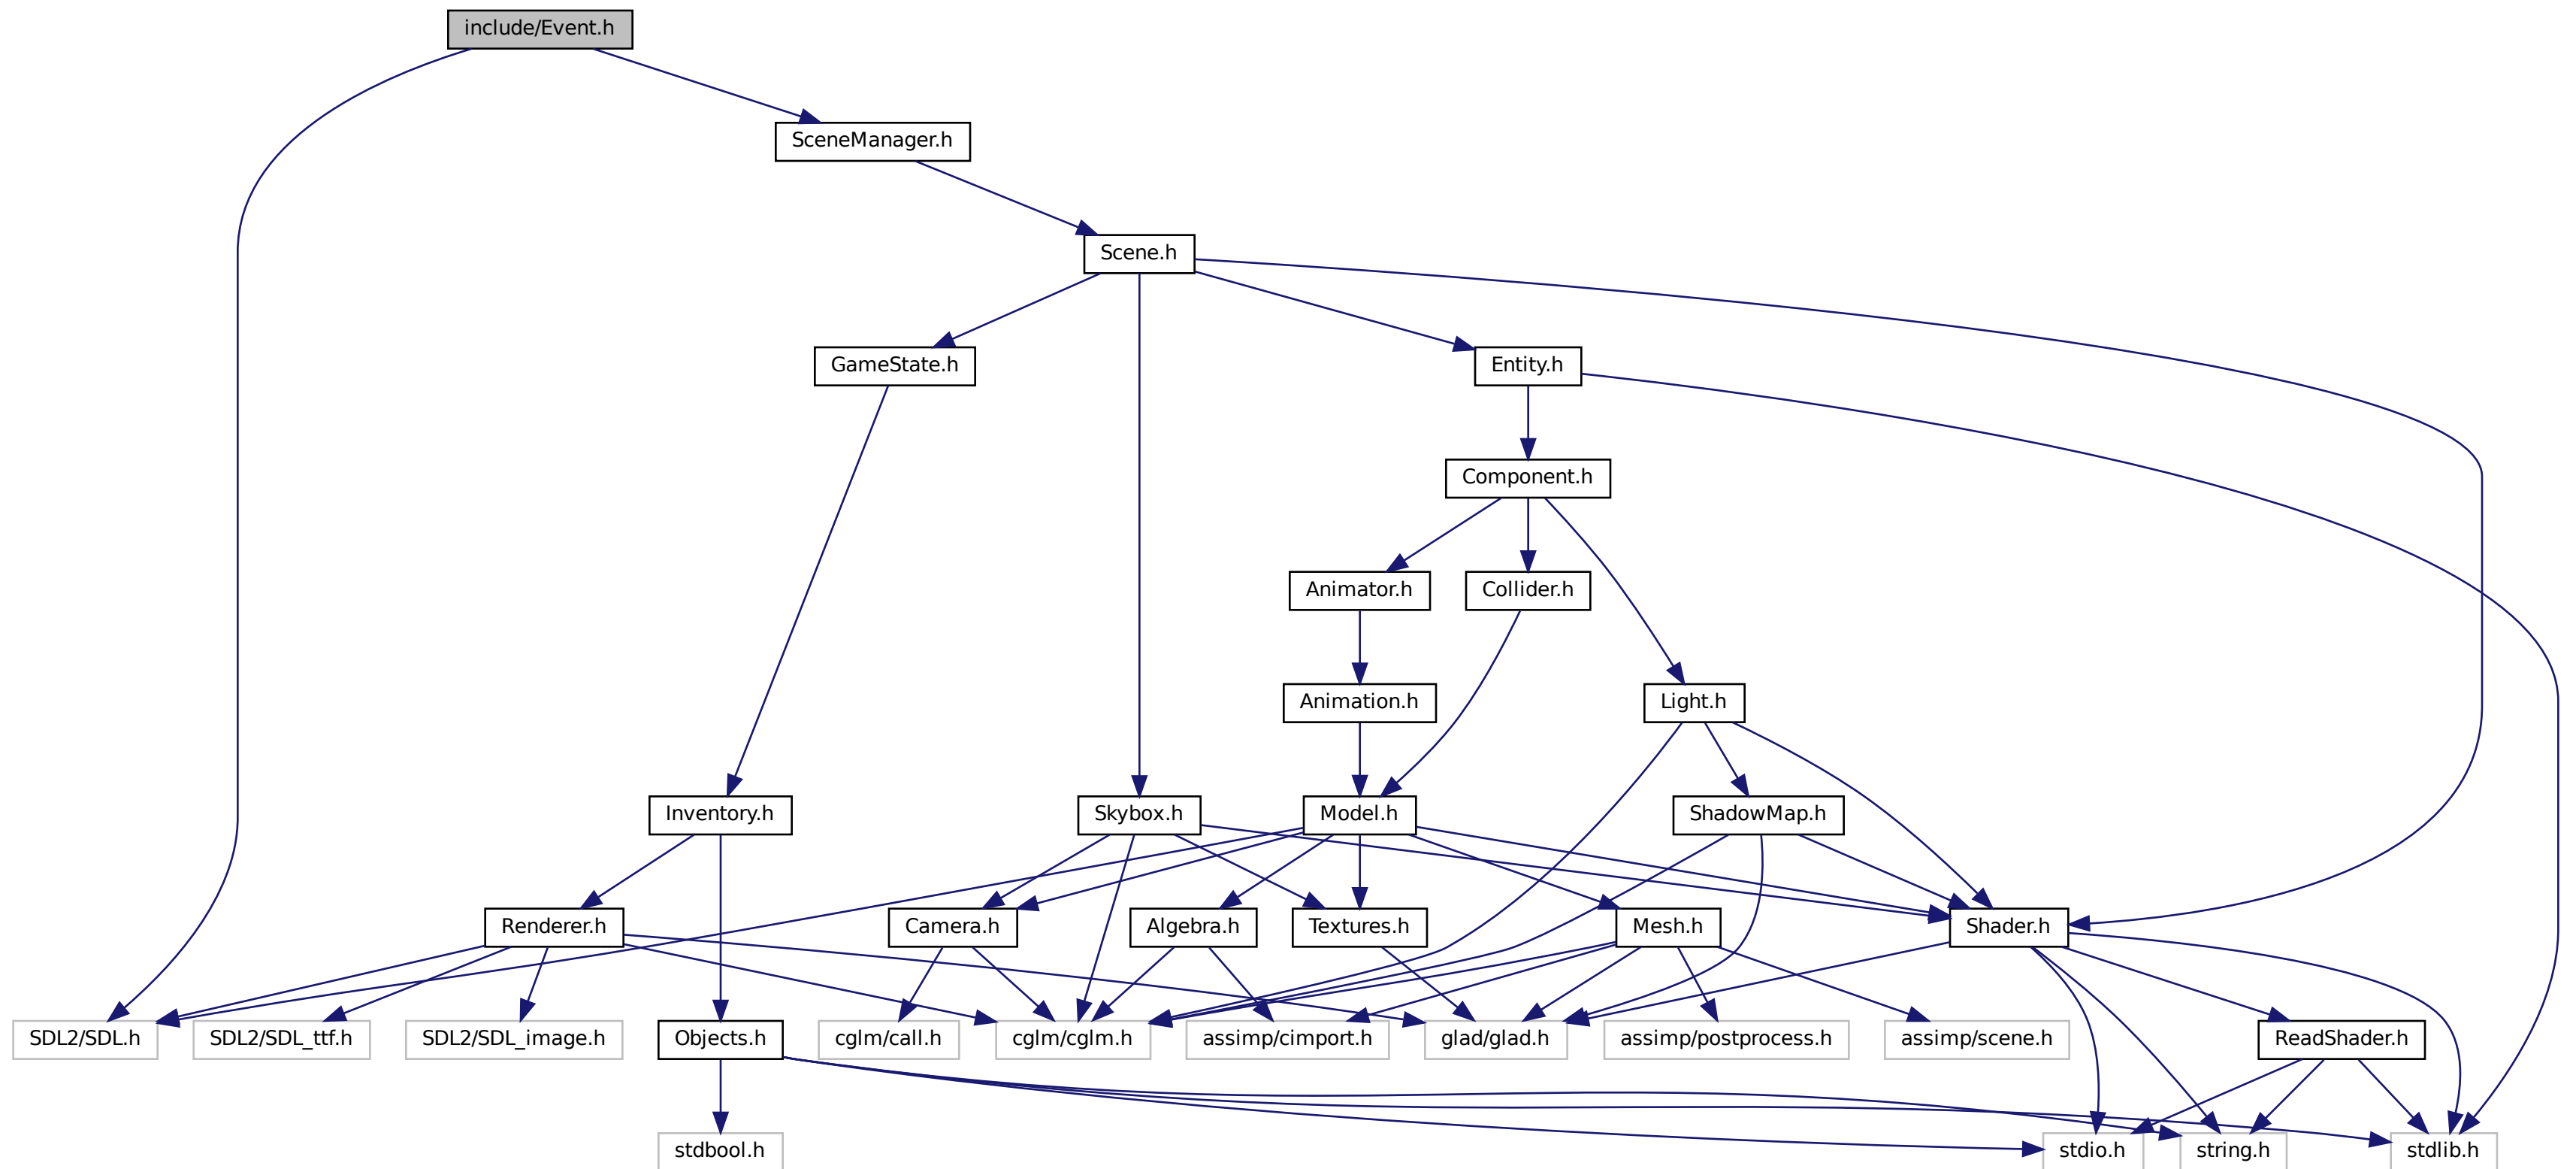 include/Event.h
SceneManager.h
Scene.h
GameState.h
Entity.h
Component.h
Animator.h
Collider.h
Animation.h
Light.h
Inventory.h
Skybox.h
Model.h
ShadowMap.h
Renderer.h
Camera.h
Algebra.h
Textures.h
Mesh.h
Shader.h
SDL2/SDL.h
SDL2/SDL_ttf.h
SDL2/SDL_image.h
Objects.h
cglm/call.h
cglm/cglm.h
assimp/cimport.h
glad/glad.h
assimp/postprocess.h
assimp/scene.h
ReadShader.h
stdbool.h
stdio.h
string.h
stdlib.h